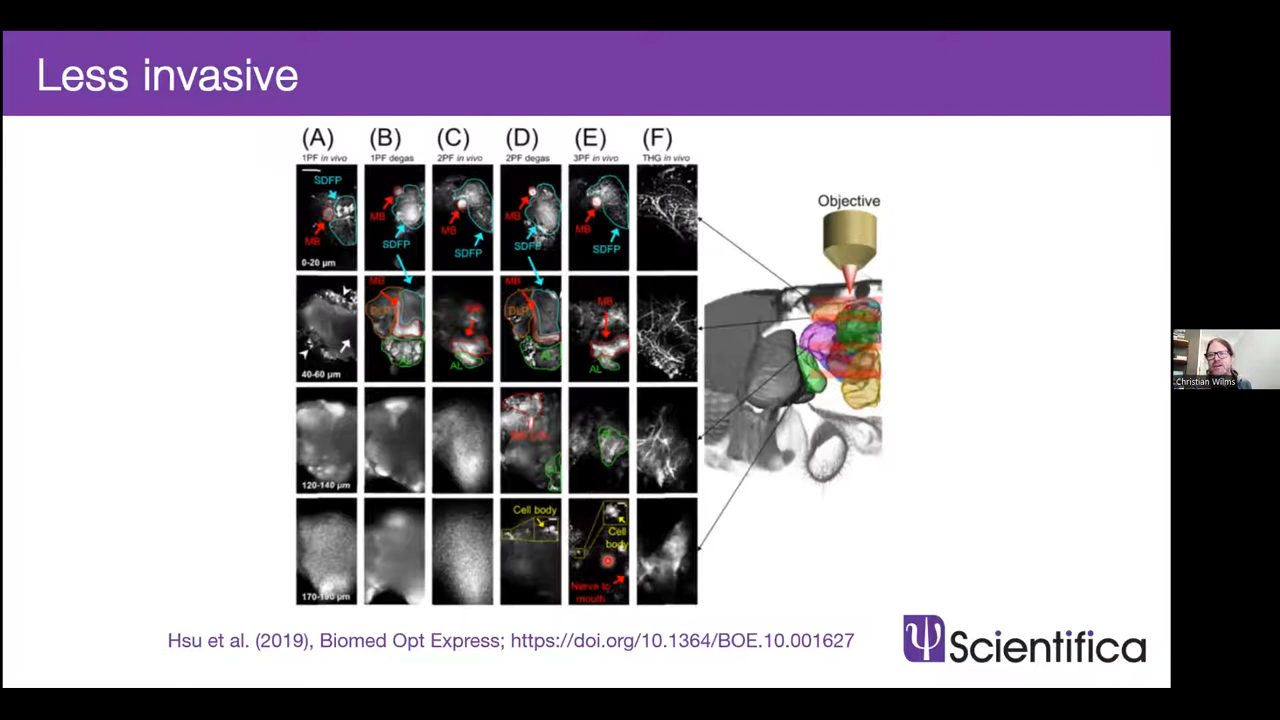 Less invasive
(A) (B) (C) (D) (E) (F)
1PF in vivo 1PF degas 2PF in vivo 2PF degas 3PF in vivo THG in vivo
SDFP
MB
0-20 µm
MB
SDFP
MB
SDFP
MB
SDFP
MB
SDFP
40-60 µm
MB
AL
MB
AL
MB
AL
120-140 µm
170-190 µm
Cell body
Cell body
Nerve to mouth
Objective
Christian Wilms
Hsu et al. (2019), Biomed Opt Express; https://doi.org/10.1364/BOE.10.001627
Scientifica